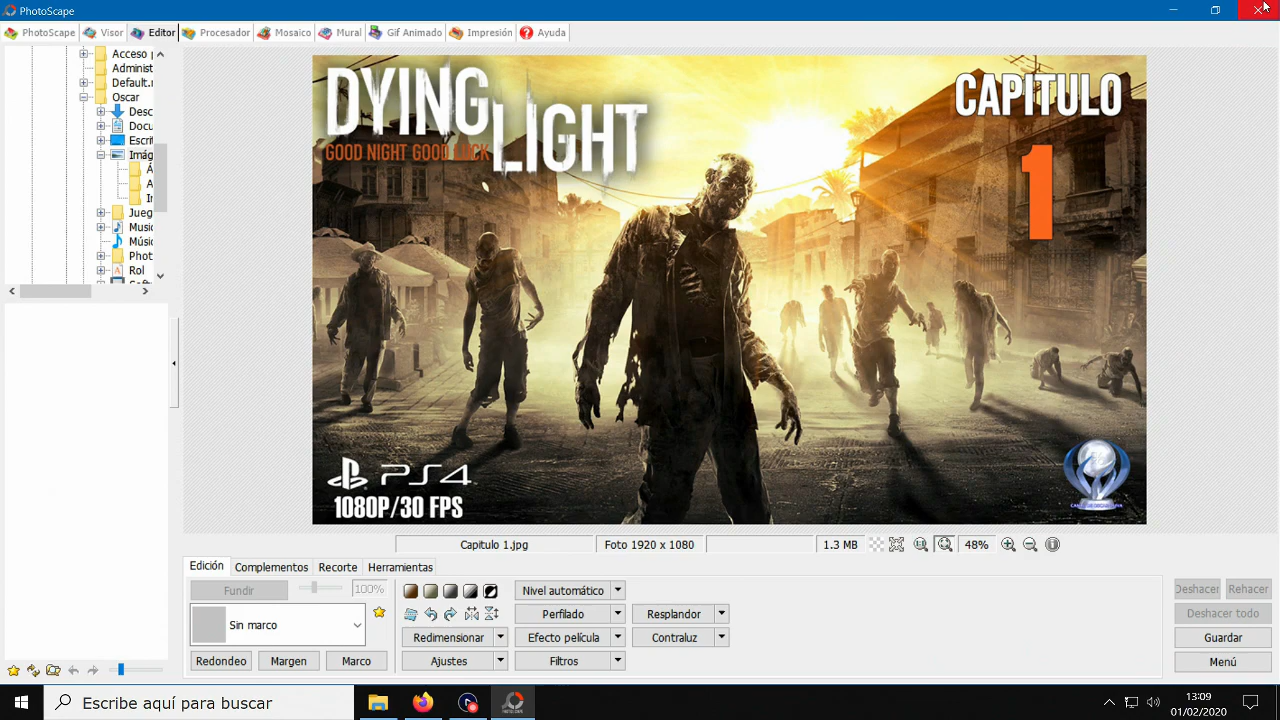 PhotoScape
PhotoScape Visor Editor Procesador Mosaico Mural Gif Animado Impresión Ayuda
Acceso
Administ
Default.
Oscar
Desc
Docu
Escri
Imág
Jueg
Music
Músic
Phot
Rol
DYING
LIGHT
GOOD NIGHT GOOD LUCK
CAPITULO
1
PS4
1080P/30 FPS
Capitulo 1.jpg Foto 1920 x 1080 1.3 MB 48%
Edición Complementos Recorte Herramientas
Fundir 100% Nivel automático Deshacer Rehacer
Perfilado Resplandor Deshacer todo
Sin marco Redimensionar Efecto película Contraluz Guardar
Redondeo Margen Marco Ajustes Filtros Menú
Escribe aquí para buscar
13:09
01/02/2020